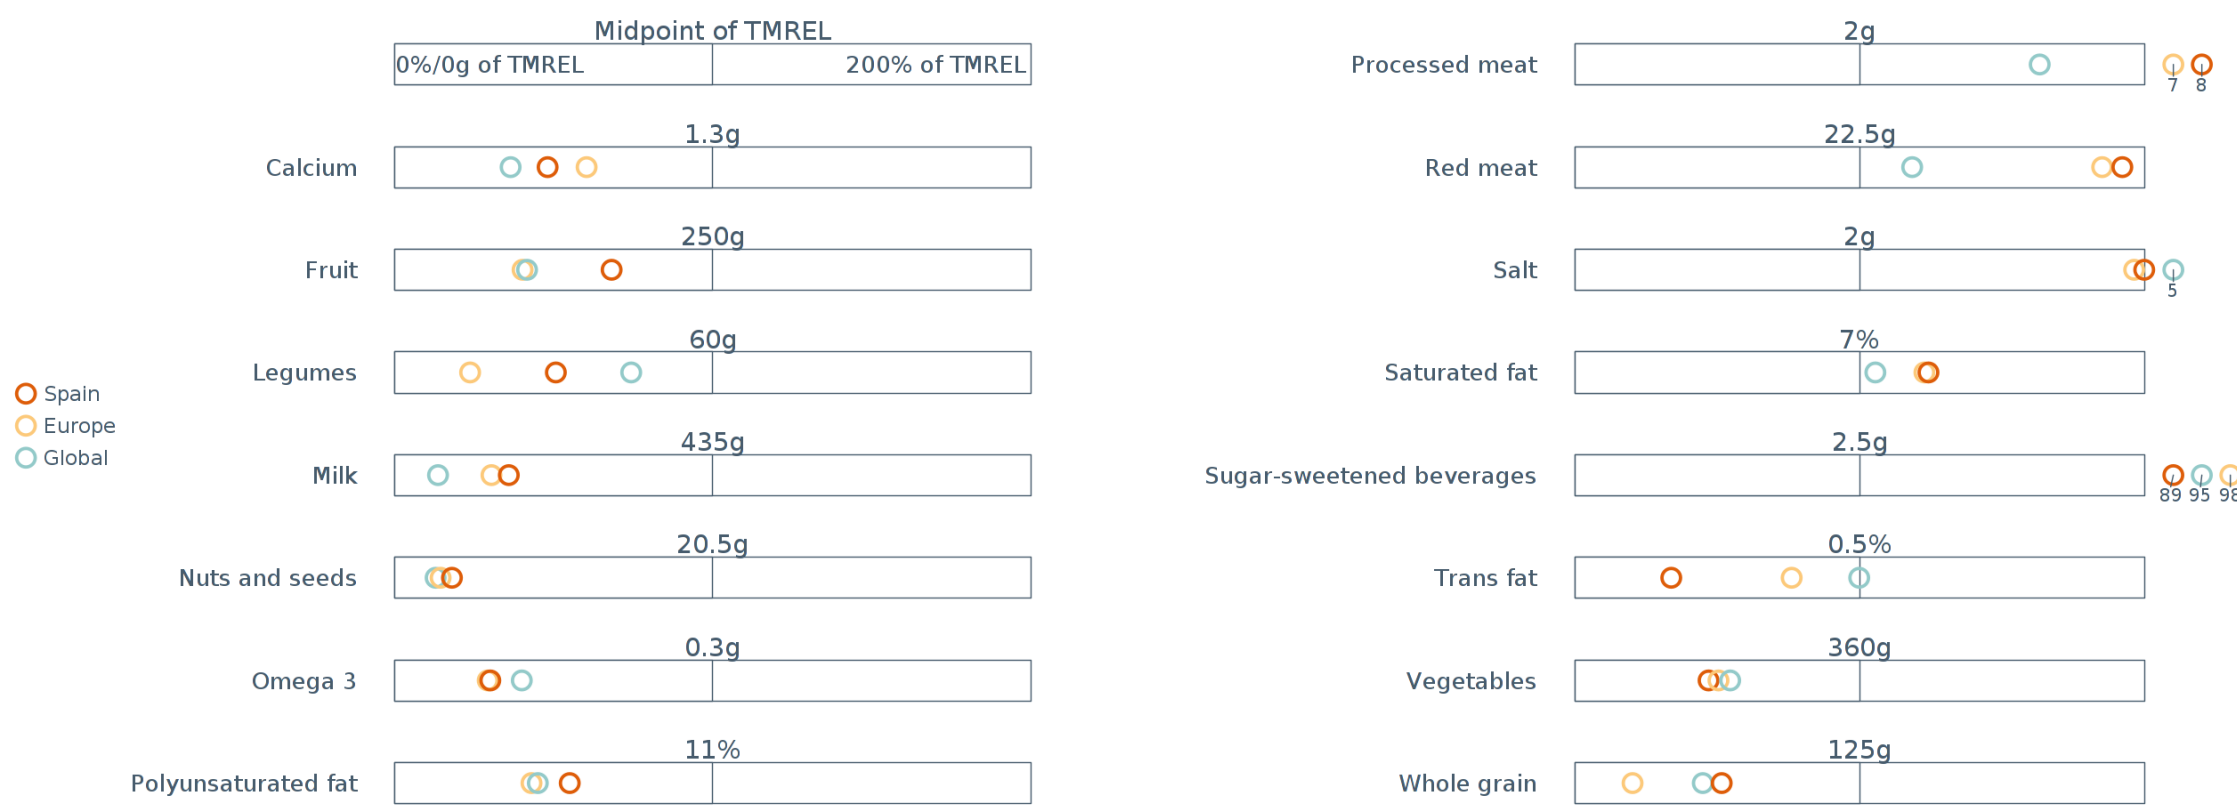 Midpoint of TMREL
0%/0g of TMREL
200% of TMREL
1.3g
Calcium
250g
Fruit
60g
Legumes
435g
Milk
20.5g
Nuts and seeds
0.3g
Omega 3
11%
Polyunsaturated fat
Spain
Europe
Global
2g
Processed meat
7 8
22.5g
Red meat
2g
Salt
5
7%
Saturated fat
2.5g
Sugar-sweetened beverages
89 95 98
0.5%
Trans fat
360g
Vegetables
125g
Whole grain